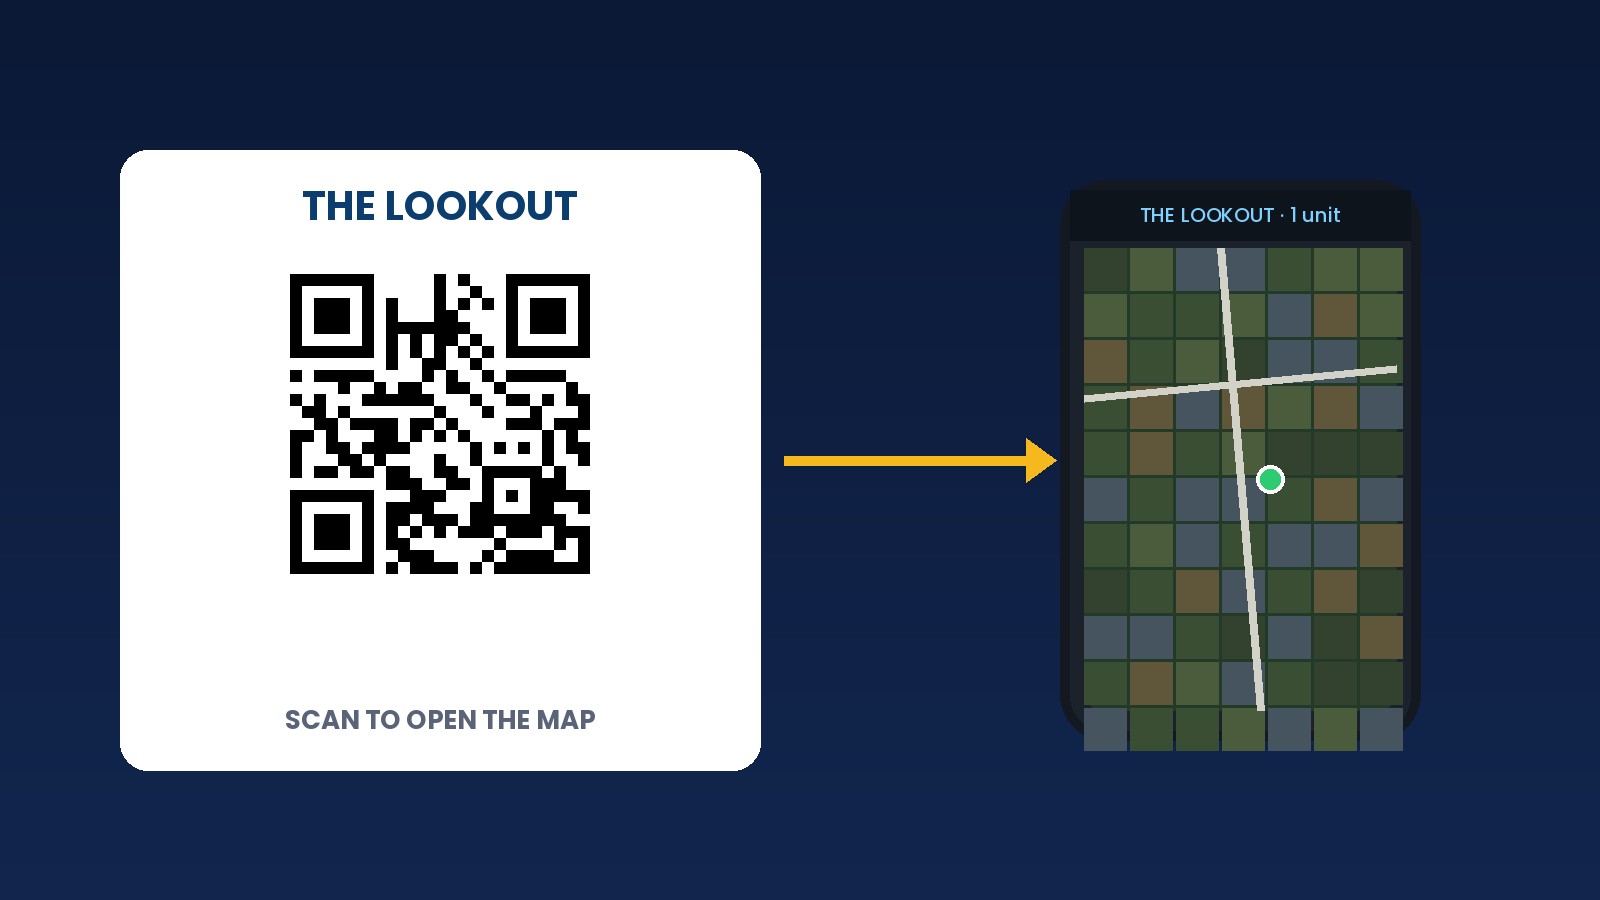 THE LOOKOUT
SCAN TO OPEN THE MAP
THE LOOKOUT · 1 unit